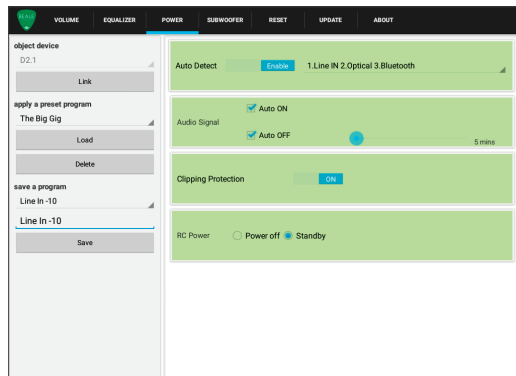 BEALL
VOLUME EQUALIZER POWER SUBWOOFER RESET UPDATE ABOUT
object device
D2.1
Link
apply a preset program
The Big Gig
Load
Delete
save a program
Line In -10
Line In -10
Save
Auto Detect Enable 1.Line IN 2.Optical 3.Bluetooth
Audio Signal
Auto ON
Auto OFF
5 mins
Clipping Protection ON
RC Power Power off Standby